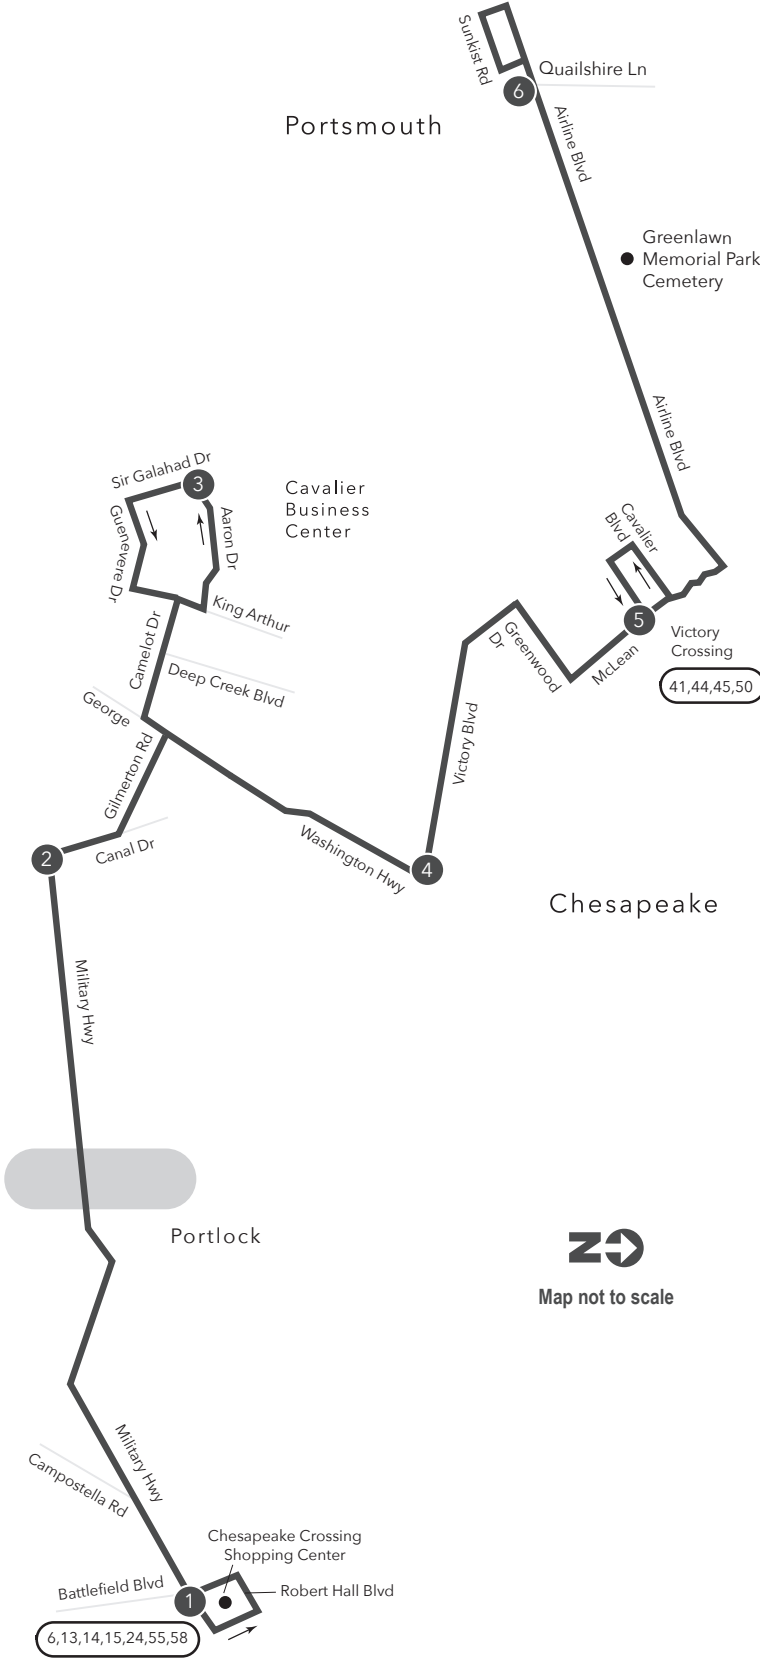 Sunkist Rd
Quailshire Ln
6
Portsmouth
Airline Blvd
Greenlawn
Memorial Park
Cemetery
Airline Blvd
Sir Galahad Dr
3
Cavalier
Business
Center
Guenevere Dr
Aaron Dr
Cavalier
Blvd
King Arthur
5
Victory
Crossing
41,44,45,50
Camelot Dr
Deep Creek Blvd
Greenwood
Dr
McLean
George
Gilmerton Rd
Victory Blvd
Canal Dr
2
Washington Hwy
4
Chesapeake
Military Hwy
Portlock
N
Map not to scale
Military Hwy
Campostella Rd
Chesapeake Crossing
Shopping Center
Battlefield Blvd
1
Robert Hall Blvd
6,13,14,15,24,55,58